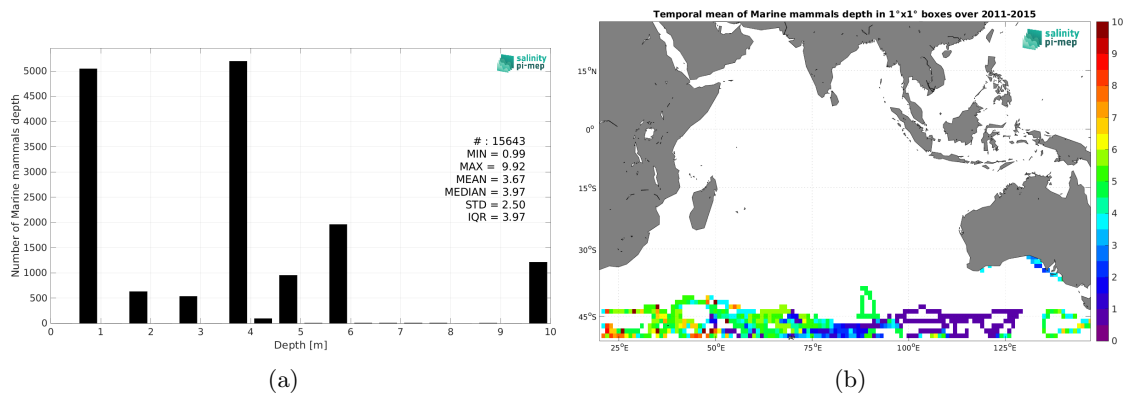 salinity
pi-mep
Number of Marine mammals depth
5000
4500
4000
3500
3000
2500
2000
1500
1000
500
0
# : 15643
MIN = 0.99
MAX = 9.92
MEAN = 3.67
MEDIAN = 3.97
STD = 2.50
IQR = 3.97
0 1 2 3 4 5 6 7 8 9 10
Depth [m]
(a)
Temporal mean of Marine mammals depth in 1°x1° boxes over 2011-2015
salinity
pi-mep
15°N
0°
15°S
30°S
45°S
25°E 50°E 75°E 100°E 125°E
10
9
8
7
6
5
4
3
2
1
0
(b)